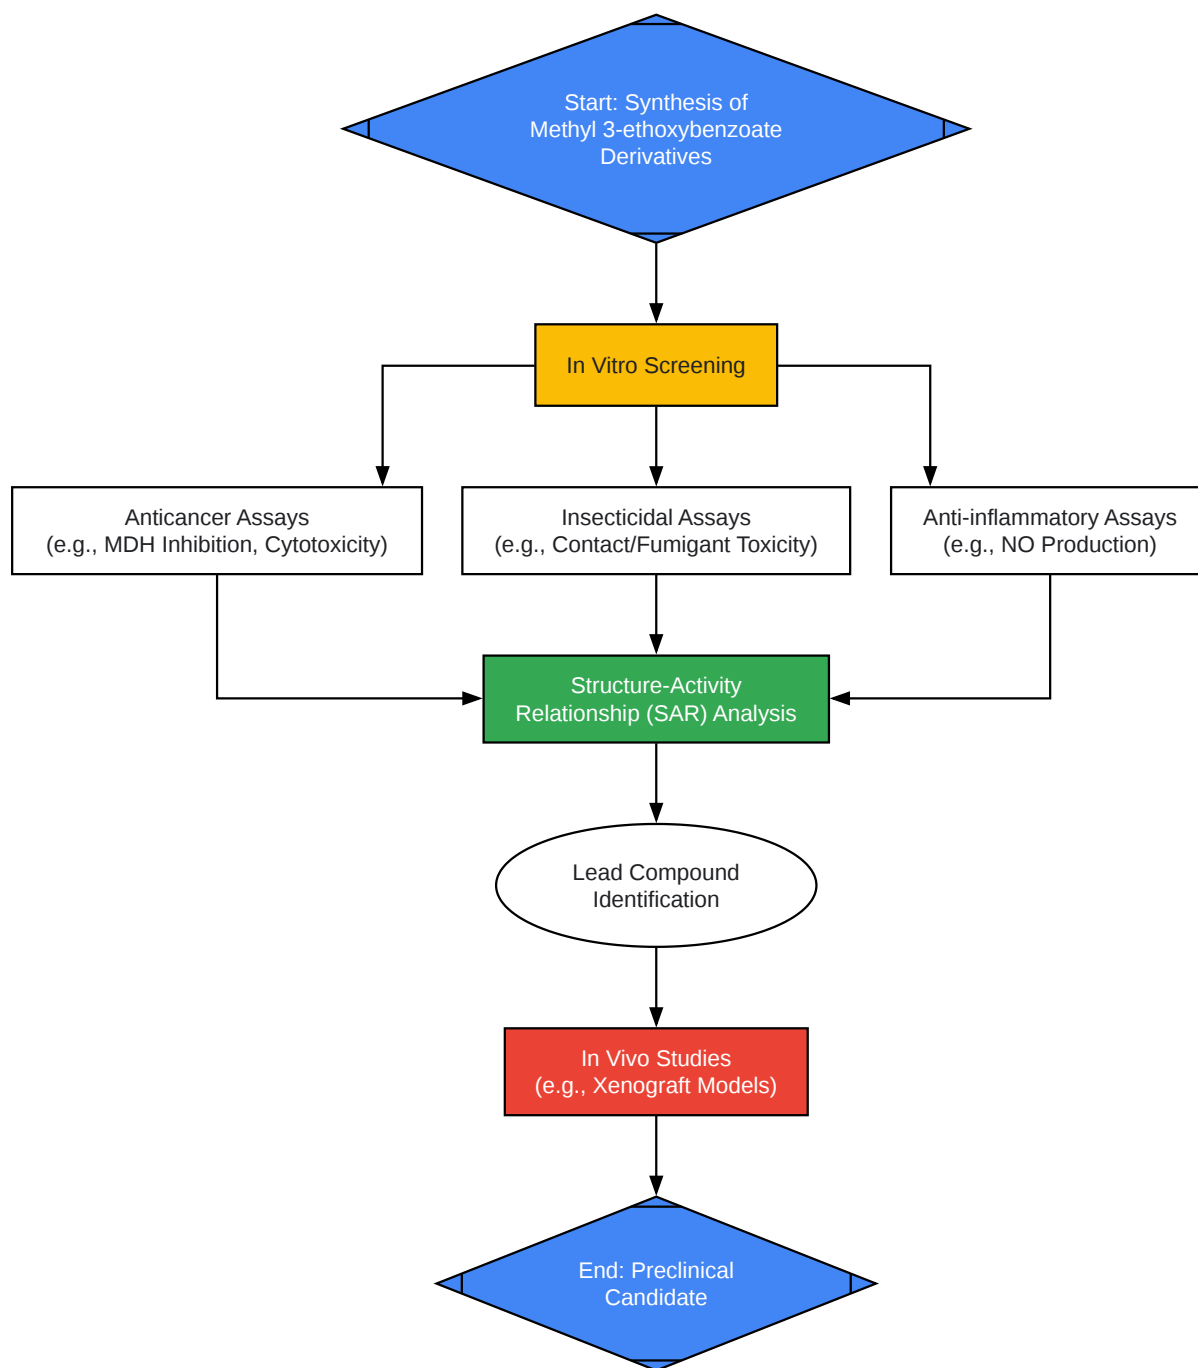 Start: Synthesis of
Methyl 3-ethoxybenzoate
Derivatives
In Vitro Screening
Anticancer Assays
(e.g., MDH Inhibition, Cytotoxicity)
Insecticidal Assays
(e.g., Contact/Fumigant Toxicity)
Anti-inflammatory Assays
(e.g., NO Production)
Structure-Activity
Relationship (SAR) Analysis
Lead Compound
Identification
In Vivo Studies
(e.g., Xenograft Models)
End: Preclinical
Candidate